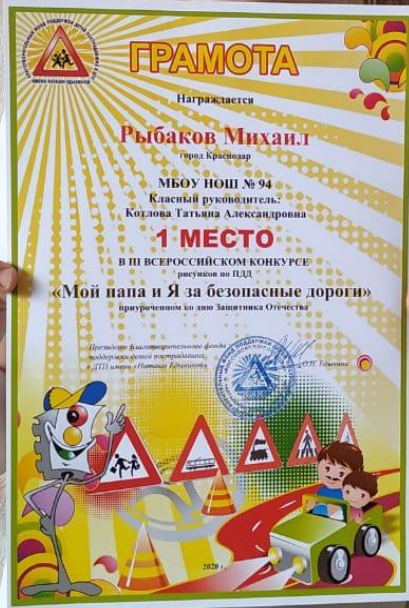 ГРАМОТА
Награждается
Рыбаков Михаил
город Краснодар
МБОУ НОШ № 94
Класный руководитель:
Котлова Татьяна Александровна
1 МЕСТО
В III ВСЕРОССИЙСКОМ КОНКУРСЕ
рисунков по ПДД
«Мой папа и Я за безопасные дороги»
приуроченном ко дню Защитника Отечества
Президент Благотворительного фонда
поддержки детей пострадавших
в ДТП имени «Наташи Едыкиной»
О.Н. Едыкина
2020 г.